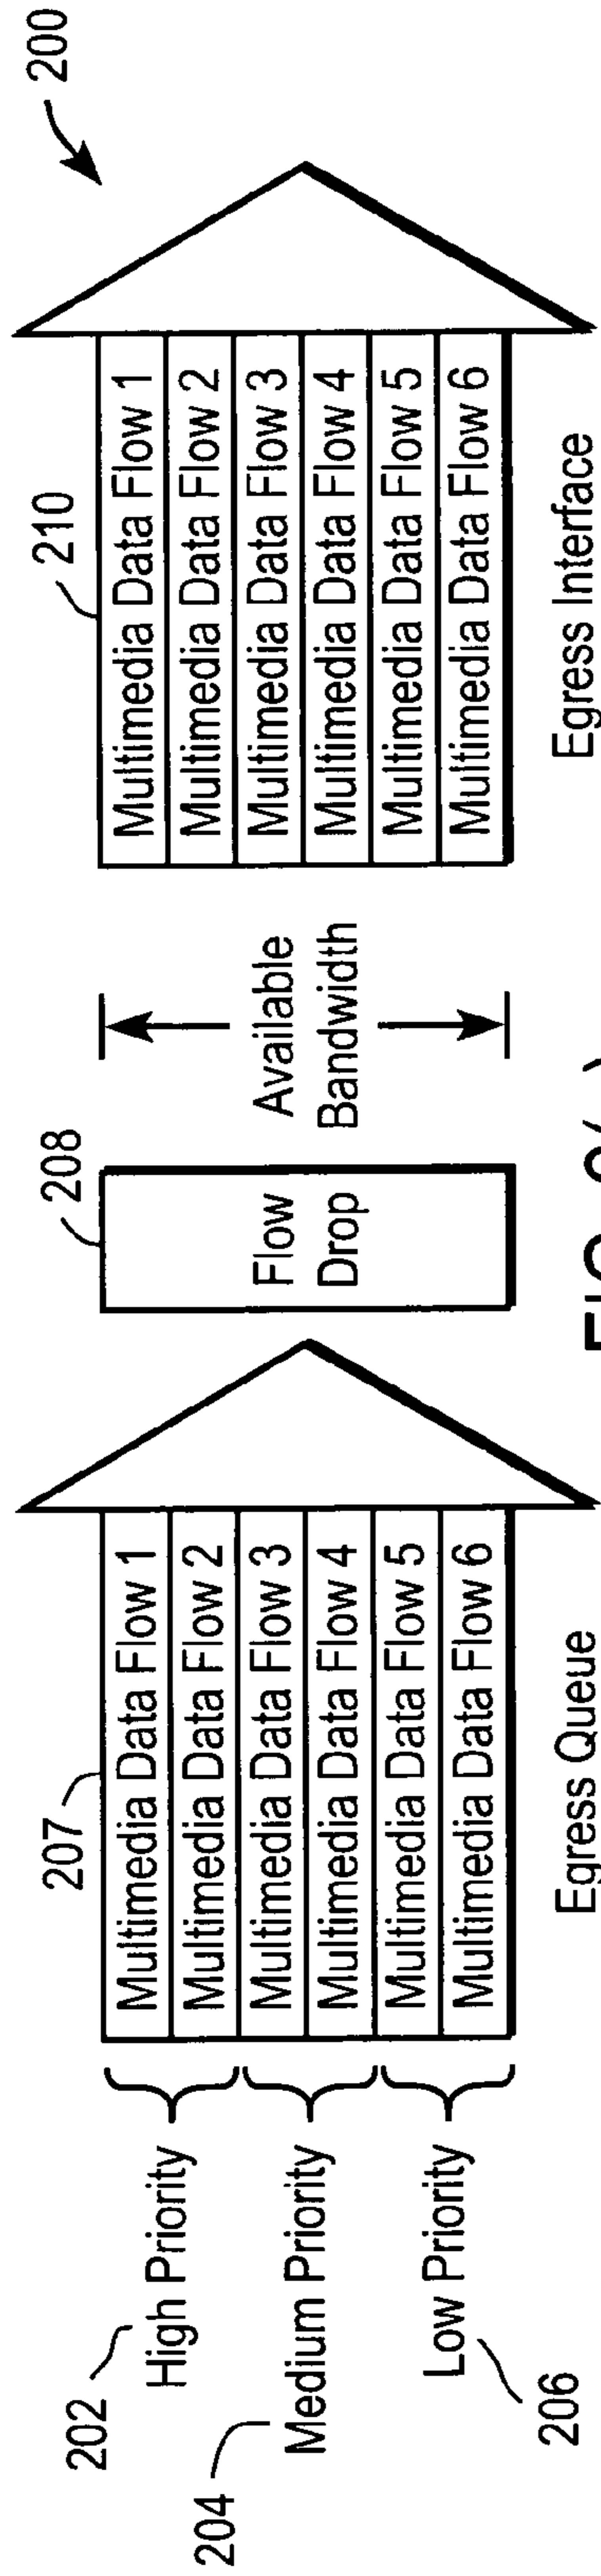 200
207
208
210
202
High Priority
204
Medium Priority
Low Priority
206
Multimedia Data Flow 1
Multimedia Data Flow 2
Multimedia Data Flow 3
Multimedia Data Flow 4
Multimedia Data Flow 5
Multimedia Data Flow 6
Egress Queue
Flow
Drop
Available
Bandwidth
Multimedia Data Flow 1
Multimedia Data Flow 2
Multimedia Data Flow 3
Multimedia Data Flow 4
Multimedia Data Flow 5
Multimedia Data Flow 6
Egress Interface